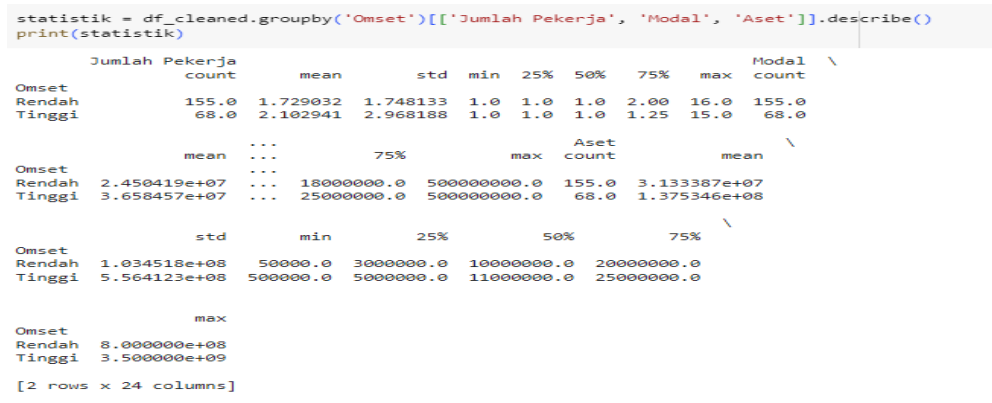 statistik = df_cleaned.groupby('Omset')[['Jumlah Pekerja', 'Modal', 'Aset']].describe()
print(statistik)
Jumlah Pekerja Modal \
count mean std min 25% 50% 75% max count
Omset
Rendah 155.0 1.729032 1.748133 1.0 1.0 1.0 2.00 16.0 155.0
Tinggi 68.0 2.102941 2.968188 1.0 1.0 1.0 1.25 15.0 68.0
... Aset \
mean ... 75% max count mean
Omset ...
Rendah 2.450419e+07 ... 18000000.0 500000000.0 155.0 3.133387e+07
Tinggi 3.658457e+07 ... 25000000.0 500000000.0 68.0 1.375346e+08
\
std min 25% 50% 75%
Omset
Rendah 1.034518e+08 50000.0 3000000.0 10000000.0 20000000.0
Tinggi 5.564123e+08 500000.0 5000000.0 11000000.0 25000000.0
max
Omset
Rendah 8.000000e+08
Tinggi 3.500000e+09
[2 rows x 24 columns]